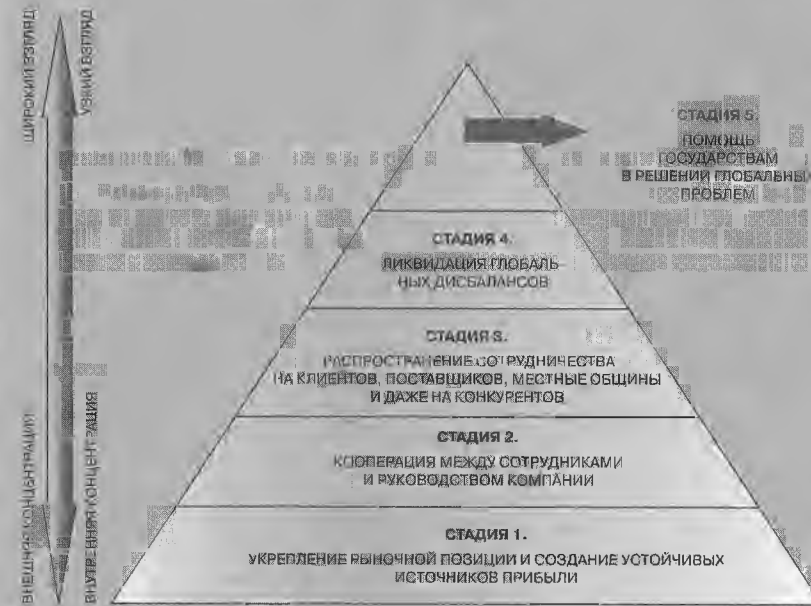 ШИРОКИЙ ВЗГЛЯД
УЗКИЙ ВЗГЛЯД
ВНЕШНЯЯ КОНЦЕНТРАЦИЯ
ВНУТРЕННЯЯ КОНЦЕНТРАЦИЯ
СТАДИЯ 5.
ПОМОЩЬ
ГОСУДАРСТВАМ
В РЕШЕНИИ ГЛОБАЛЬНЫХ
ПРОБЛЕМ
СТАДИЯ 4.
ЛИКВИДАЦИЯ ГЛОБАЛЬ-
НЫХ ДИСБАЛАНСОВ
СТАДИЯ 3.
РАСПРОСТРАНЕНИЕ СОТРУДНИЧЕСТВА
НА КЛИЕНТОВ, ПОСТАВЩИКОВ, МЕСТНЫЕ ОБЩИНЫ
И ДАЖЕ НА КОНКУРЕНТОВ
СТАДИЯ 2.
КООПЕРАЦИЯ МЕЖДУ СОТРУДНИКАМИ
И РУКОВОДСТВОМ КОМПАНИИ
СТАДИЯ 1.
УКРЕПЛЕНИЕ РЫНОЧНОЙ ПОЗИЦИИ И СОЗДАНИЕ УСТОЙЧИВЫХ
ИСТОЧНИКОВ ПРИБЫЛИ